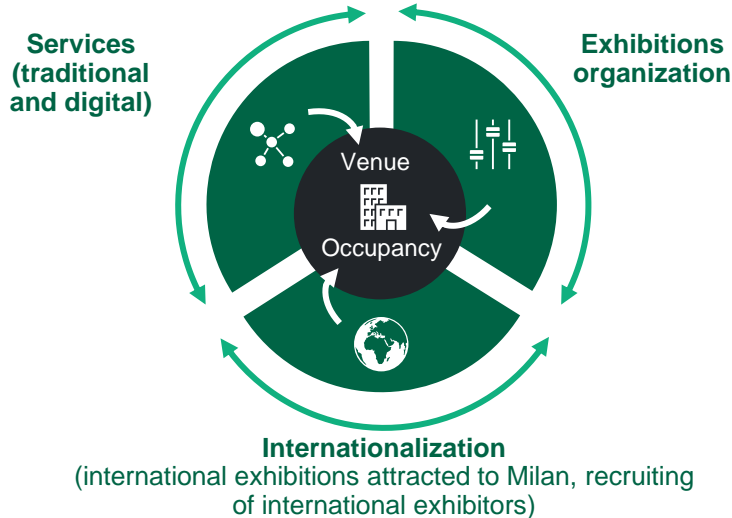 Services
(traditional
and digital)
Exhibitions
organization
Venue
Occupancy
Internationalization
(international exhibitions attracted to Milan, recruiting
of international exhibitors)